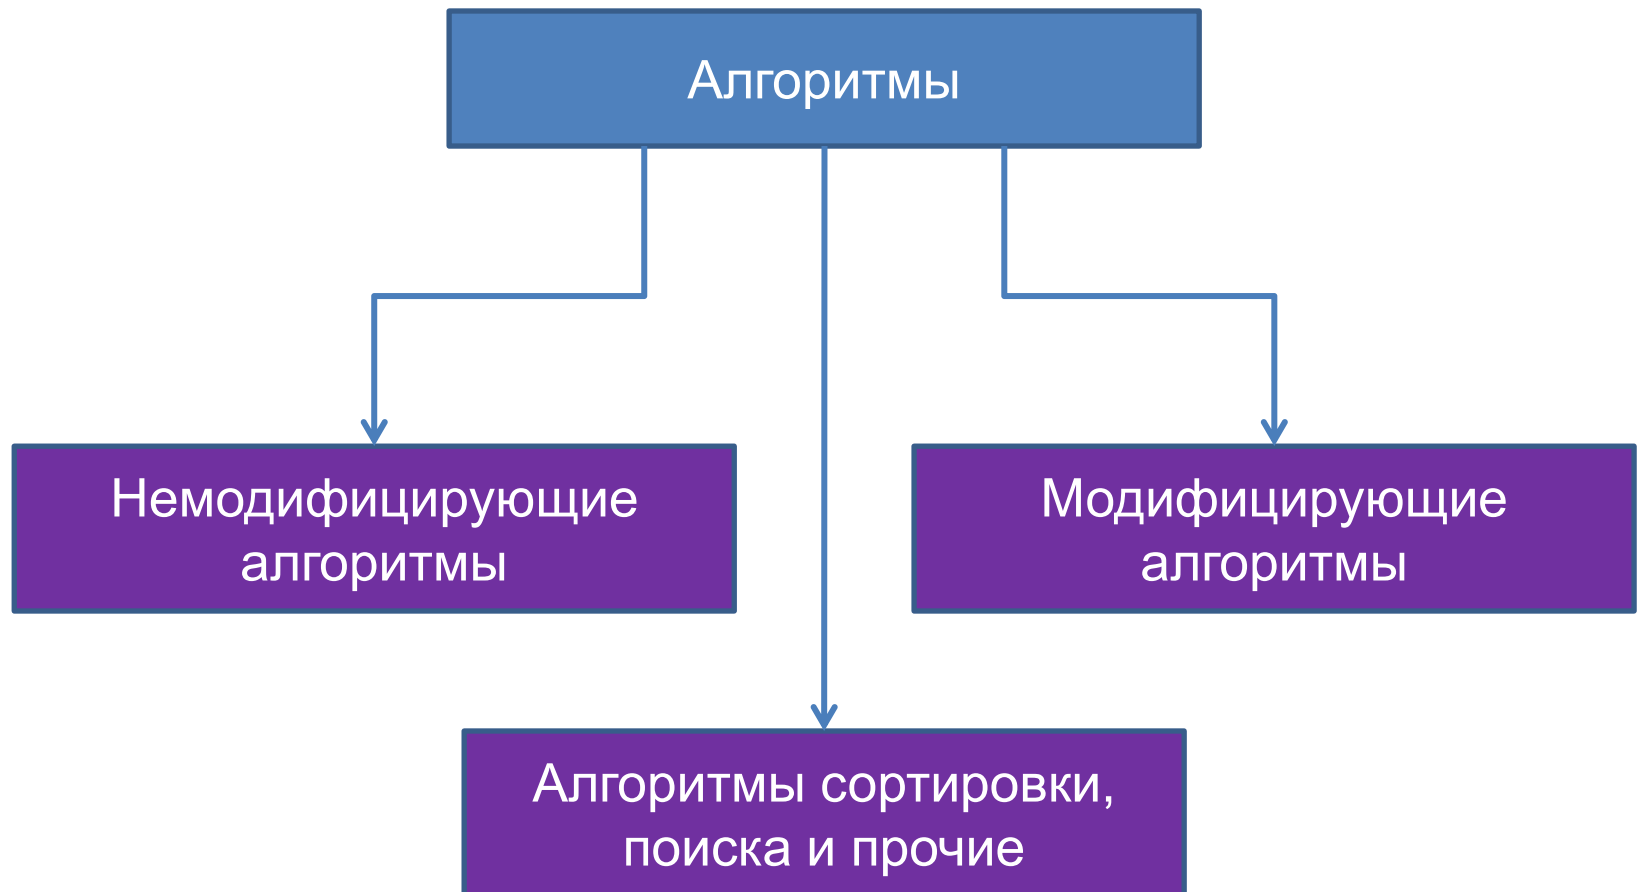 Алгоритмы
Немодифицирующие
алгоритмы
Модифицирующие
алгоритмы
Алгоритмы сортировки,
поиска и прочие